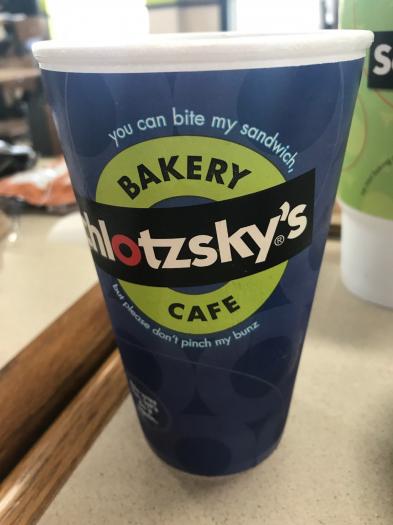 you can bite my sandwich,
BAKERY
hlotzsky's®
CAFE
but please don't pinch my bunz
S